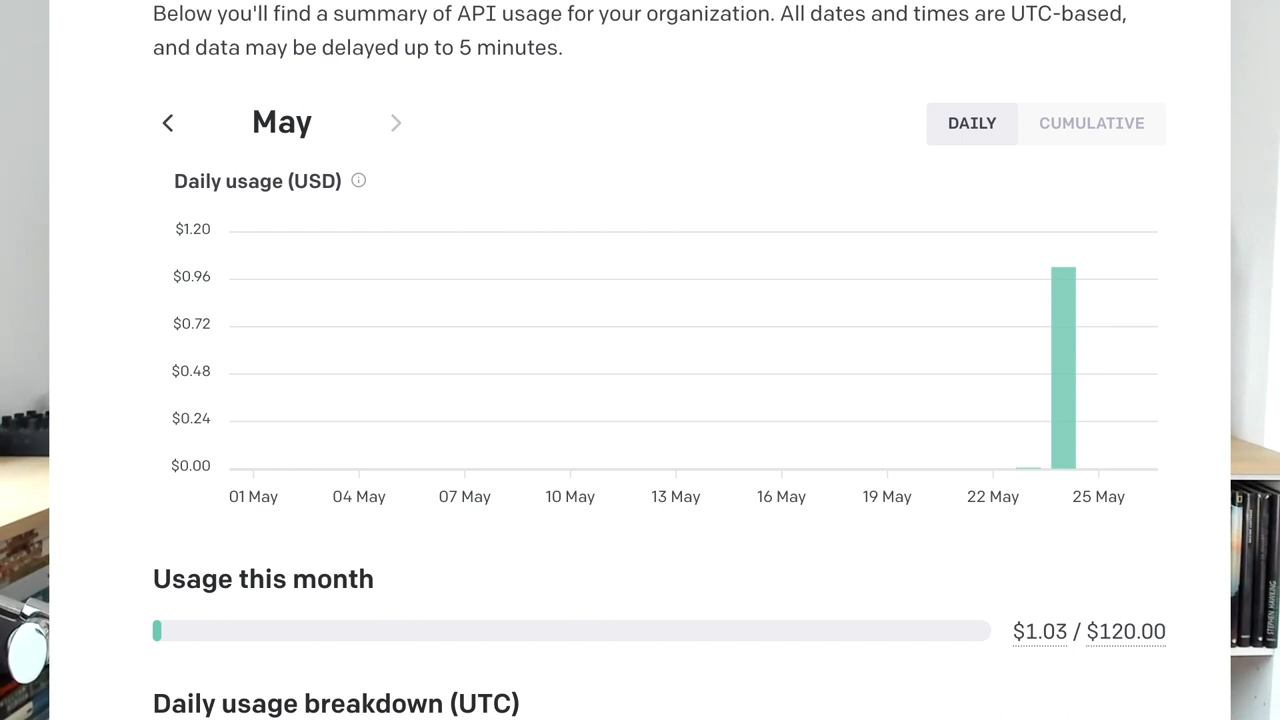 Below you'll find a summary of API usage for your organization. All dates and times are UTC-based,
and data may be delayed up to 5 minutes.
May
DAILY
CUMULATIVE
Daily usage (USD)
$1.20
$0.96
$0.72
$0.48
$0.24
$0.00
01 May
04 May
07 May
10 May
13 May
16 May
19 May
22 May
25 May
Usage this month
$1.03 / $120.00
Daily usage breakdown (UTC)
STEPHEN HAWKING